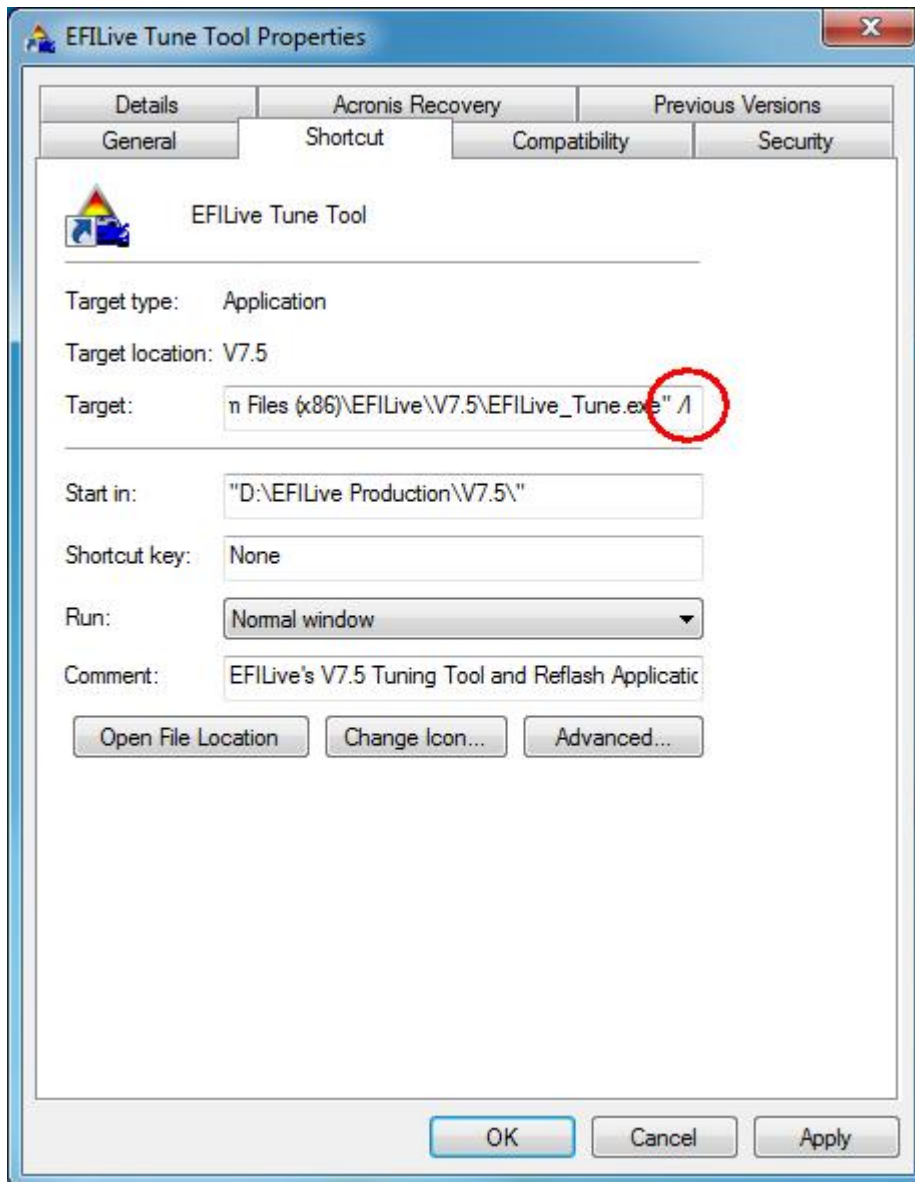 EFILive Tune Tool Properties
Details Acronis Recovery Previous Versions
General Shortcut Compatibility Security
EFILive Tune Tool
Target type: Application
Target location: V7.5
Target: n Files (x86)\EFILive\V7.5\EFILive_Tune.exe" /l
Start in: "D:\EFILive Production\V7.5\"
Shortcut key: None
Run: Normal window
Comment: EFILive's V7.5 Tuning Tool and Reflash Applicatic
Open File Location Change Icon... Advanced...
OK Cancel Apply